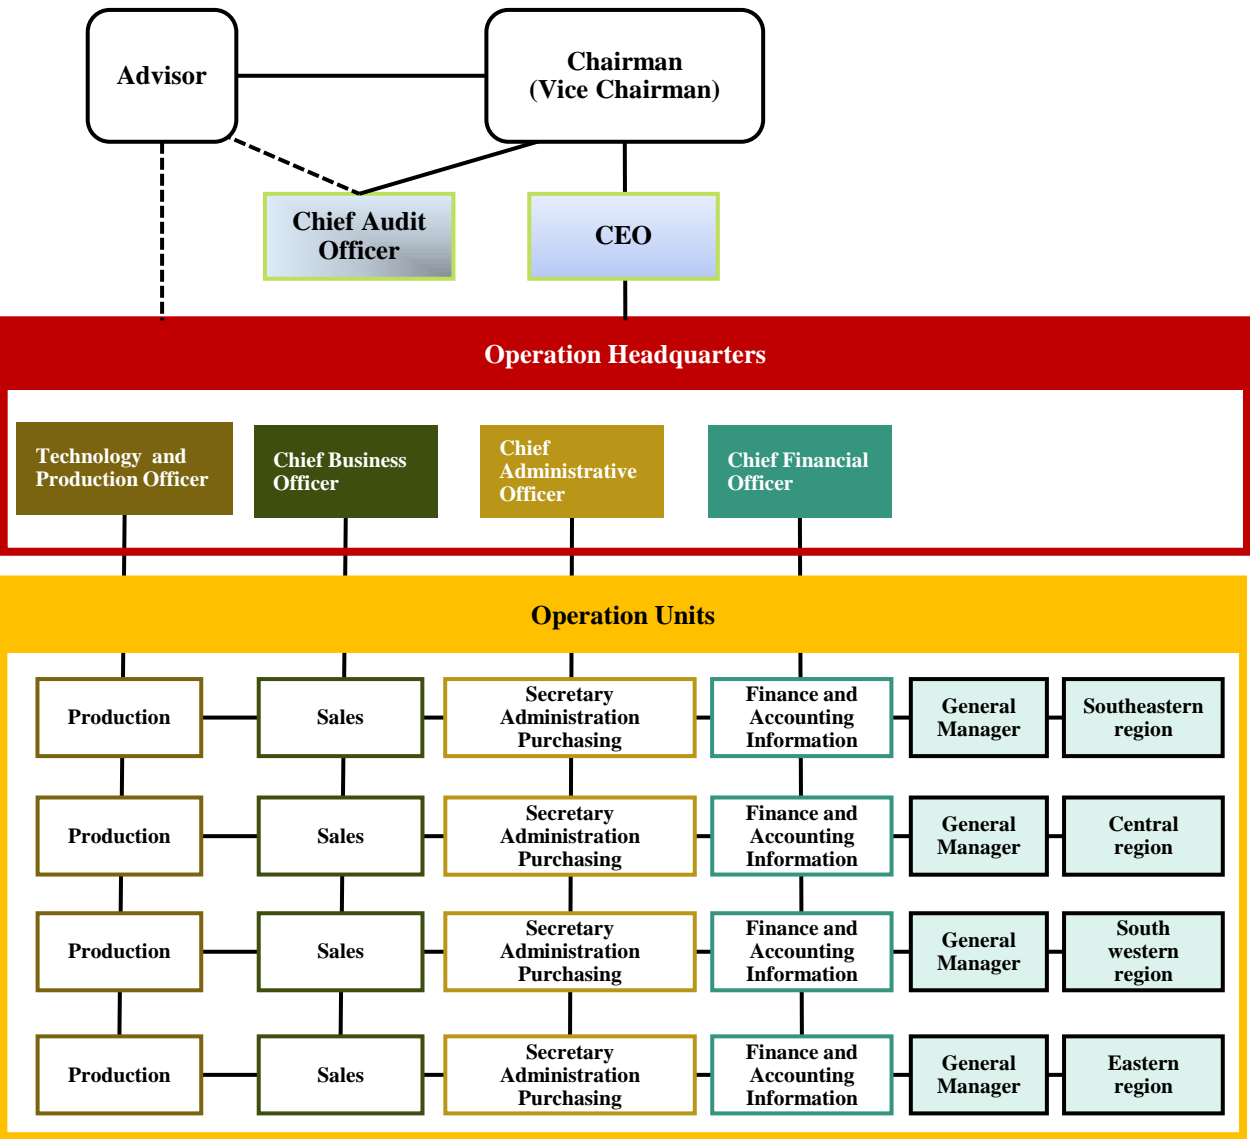 Advisor
Chairman
(Vice Chairman)
Chief Audit
Officer
CEO
Operation Headquarters
Technology and
Production Officer
Chief Business
Officer
Chief
Administrative
Officer
Chief Financial
Officer
Operation Units
Production
Sales
Secretary
Administration
Purchasing
Finance and
Accounting
Information
General
Manager
Southeastern
region
Production
Sales
Secretary
Administration
Purchasing
Finance and
Accounting
Information
General
Manager
Central
region
Production
Sales
Secretary
Administration
Purchasing
Finance and
Accounting
Information
General
Manager
South
western
region
Production
Sales
Secretary
Administration
Purchasing
Finance and
Accounting
Information
General
Manager
Eastern
region